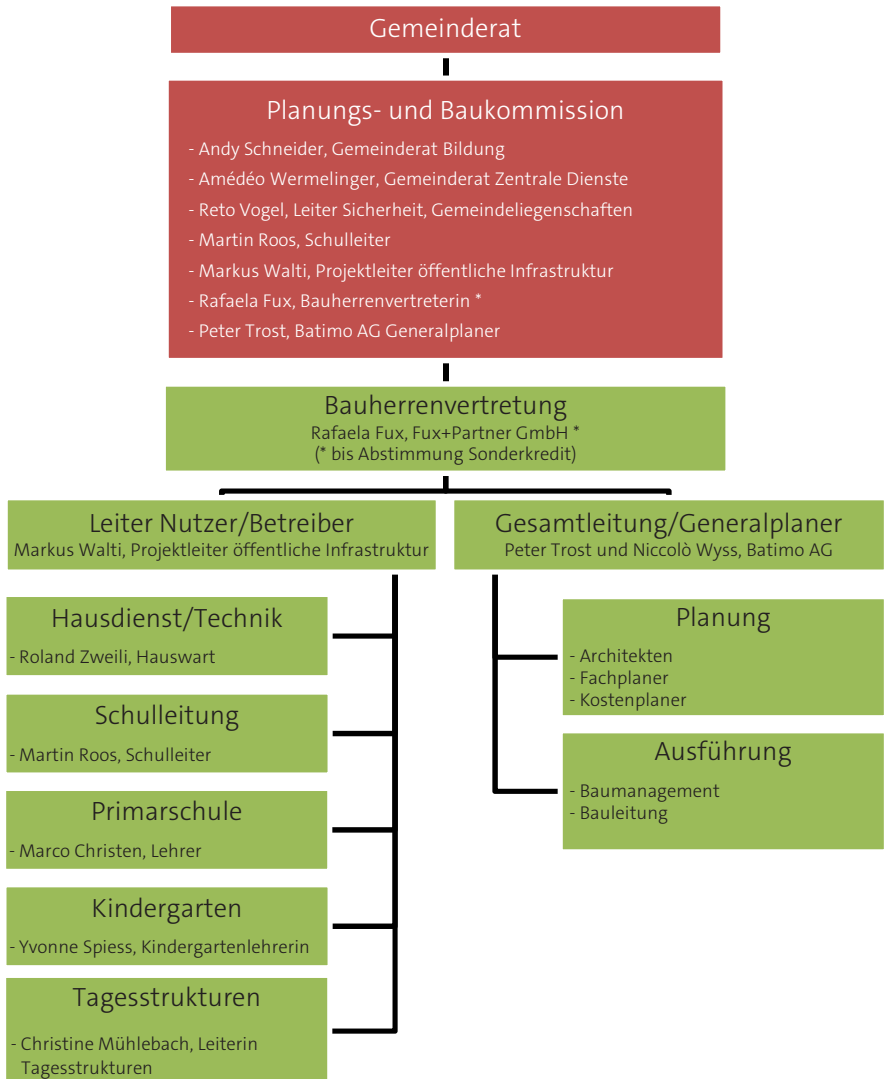 Gemeinderat
Planungs- und Baukommission
- Andy Schneider, Gemeinderat Bildung
- Amédéo Wermelinger, Gemeinderat Zentrale Dienste
- Reto Vogel, Leiter Sicherheit, Gemeindeliegenschaften
- Martin Roos, Schulleiter
- Markus Walti, Projektleiter öffentliche Infrastruktur
- Rafaela Fux, Bauherrenvertreterin *
- Peter Trost, Batimo AG Generalplaner
Bauherrenvertretung
Rafaela Fux, Fux+Partner GmbH *
(* bis Abstimmung Sonderkredit)
Leiter Nutzer/Betreiber
Markus Walti, Projektleiter öffentliche Infrastruktur
Hausdienst/Technik
- Roland Zweili, Hauswart
Schulleitung
- Martin Roos, Schulleiter
Primarschule
- Marco Christen, Lehrer
Kindergarten
- Yvonne Spiess, Kindergartenlehrerin
Tagesstrukturen
- Christine Mühlebach, Leiterin
Tagesstrukturen
Gesamtleitung/Generalplaner
Peter Trost und Niccolò Wyss, Batimo AG
Planung
- Architekten
- Fachplaner
- Kostenplaner
Ausführung
- Baumanagement
- Bauleitung